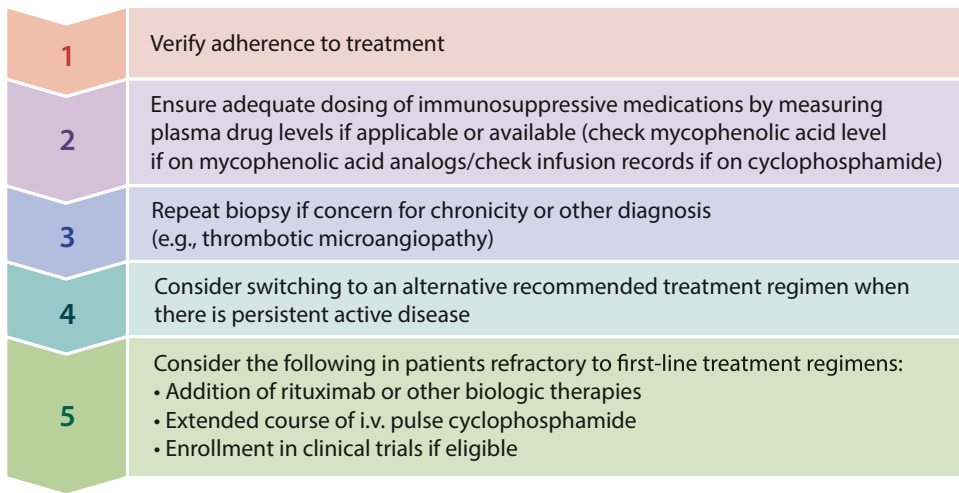 1
Verify adherence to treatment
2
Ensure adequate dosing of immunosuppressive medications by measuring
plasma drug levels if applicable or available (check mycophenolic acid level
if on mycophenolic acid analogs/check infusion records if on cyclophosphamide)
3
Repeat biopsy if concern for chronicity or other diagnosis
(e.g., thrombotic microangiopathy)
4
Consider switching to an alternative recommended treatment regimen when
there is persistent active disease
5
Consider the following in patients refractory to first-line treatment regimens:
• Addition of rituximab or other biologic therapies
• Extended course of i.v. pulse cyclophosphamide
• Enrollment in clinical trials if eligible